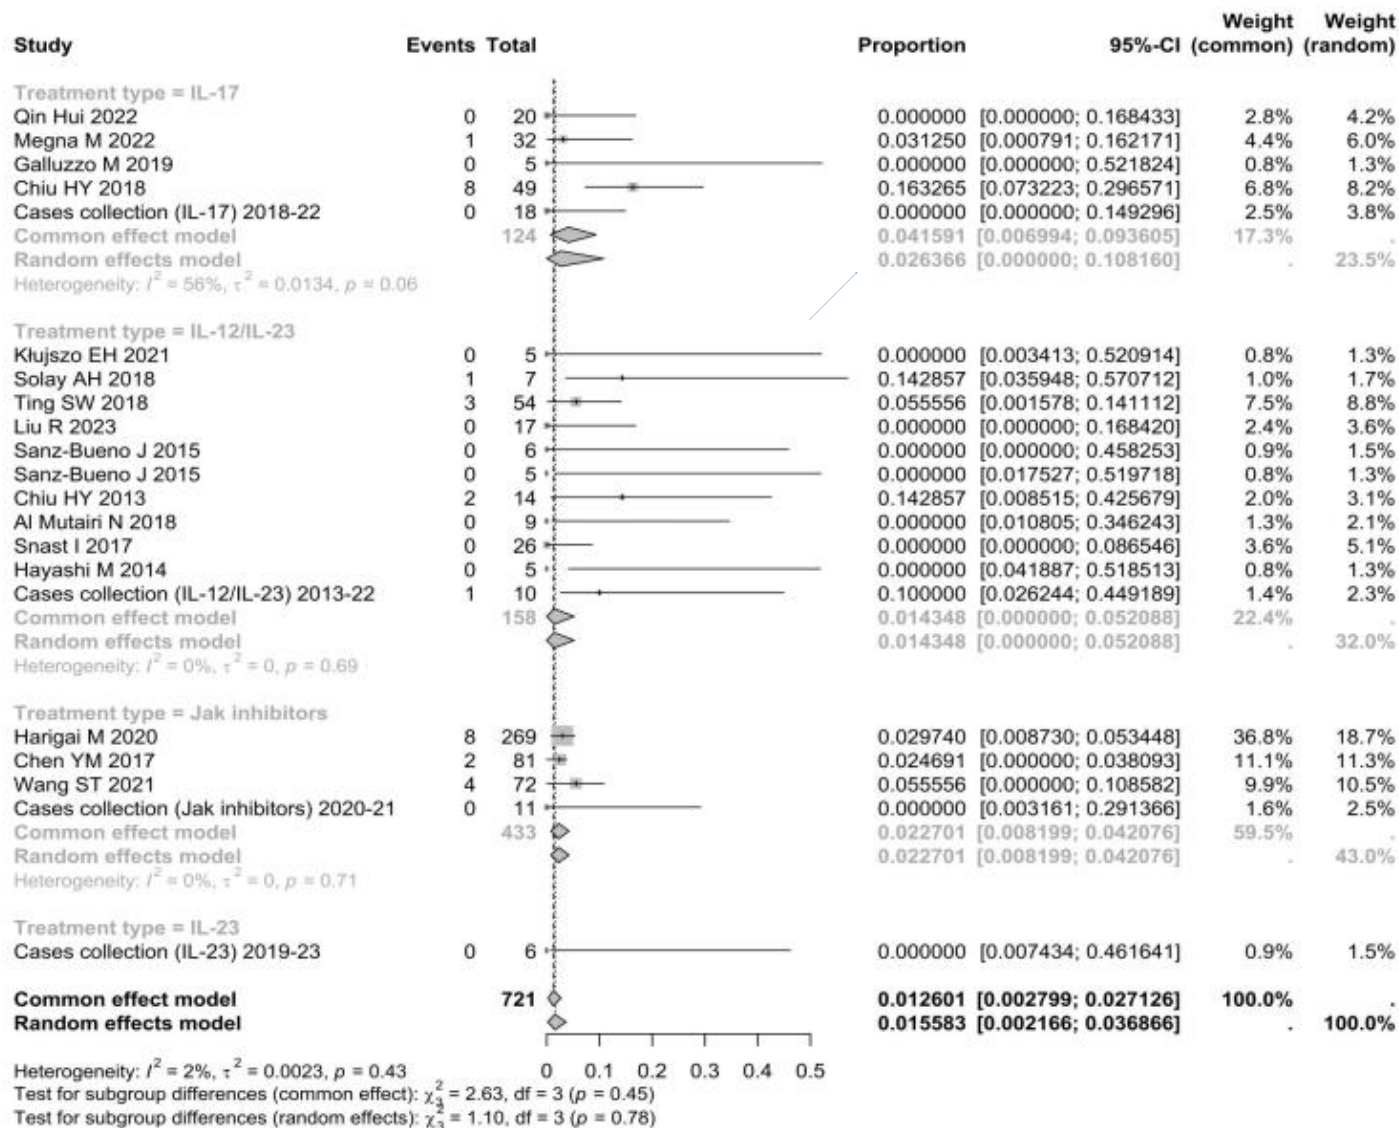 Study Events Total Proportion 95%-CI Weight (common) Weight (random)
Treatment type = IL-17
Qin Hui 2022 0 20 0.000000 [0.000000; 0.168433] 2.8% 4.2%
Megna M 2022 1 32 0.031250 [0.000791; 0.162171] 4.4% 6.0%
Galluzzo M 2019 0 5 0.000000 [0.000000; 0.521824] 0.8% 1.3%
Chiu HY 2018 8 49 0.163265 [0.073223; 0.296571] 6.8% 8.2%
Cases collection (IL-17) 2018-22 0 18 0.000000 [0.000000; 0.149296] 2.5% 3.8%
Common effect model 124 0.041591 [0.006994; 0.093605] 17.3% .
Random effects model 0.026366 [0.000000; 0.108160] . 23.5%
Heterogeneity: I² = 56%, τ² = 0.0134, p = 0.06
Treatment type = IL-12/IL-23
Kłujszo EH 2021 0 5 0.000000 [0.003413; 0.520914] 0.8% 1.3%
Solay AH 2018 1 7 0.142857 [0.035948; 0.570712] 1.0% 1.7%
Ting SW 2018 3 54 0.055556 [0.001578; 0.141112] 7.5% 8.8%
Liu R 2023 0 17 0.000000 [0.000000; 0.168420] 2.4% 3.6%
Sanz-Bueno J 2015 0 6 0.000000 [0.000000; 0.458253] 0.9% 1.5%
Sanz-Bueno J 2015 0 5 0.000000 [0.017527; 0.519718] 0.8% 1.3%
Chiu HY 2013 2 14 0.142857 [0.008515; 0.425679] 2.0% 3.1%
Al Mutairi N 2018 0 9 0.000000 [0.010805; 0.346243] 1.3% 2.1%
Snast I 2017 0 26 0.000000 [0.000000; 0.086546] 3.6% 5.1%
Hayashi M 2014 0 5 0.000000 [0.041887; 0.518513] 0.8% 1.3%
Cases collection (IL-12/IL-23) 2013-22 1 10 0.100000 [0.026244; 0.449189] 1.4% 2.3%
Common effect model 158 0.014348 [0.000000; 0.052088] 22.4% .
Random effects model 0.014348 [0.000000; 0.052088] . 32.0%
Heterogeneity: I² = 0%, τ² = 0, p = 0.69
Treatment type = Jak inhibitors
Harigai M 2020 8 269 0.029740 [0.008730; 0.053448] 36.8% 18.7%
Chen YM 2017 2 81 0.024691 [0.000000; 0.038093] 11.1% 11.3%
Wang ST 2021 4 72 0.055556 [0.000000; 0.108582] 9.9% 10.5%
Cases collection (Jak inhibitors) 2020-21 0 11 0.000000 [0.003161; 0.291366] 1.6% 2.5%
Common effect model 433 0.022701 [0.008199; 0.042076] 59.5% .
Random effects model 0.022701 [0.008199; 0.042076] . 43.0%
Heterogeneity: I² = 0%, τ² = 0, p = 0.71
Treatment type = IL-23
Cases collection (IL-23) 2019-23 0 6 0.000000 [0.007434; 0.461641] 0.9% 1.5%
Common effect model 721 0.012601 [0.002799; 0.027126] 100.0% .
Random effects model 0.015583 [0.002166; 0.036866] . 100.0%
Heterogeneity: I² = 2%, τ² = 0.0023, p = 0.43 0 0.1 0.2 0.3 0.4 0.5
Test for subgroup differences (common effect): χ²₃ = 2.63, df = 3 (p = 0.45)
Test for subgroup differences (random effects): χ²₃ = 1.10, df = 3 (p = 0.78)